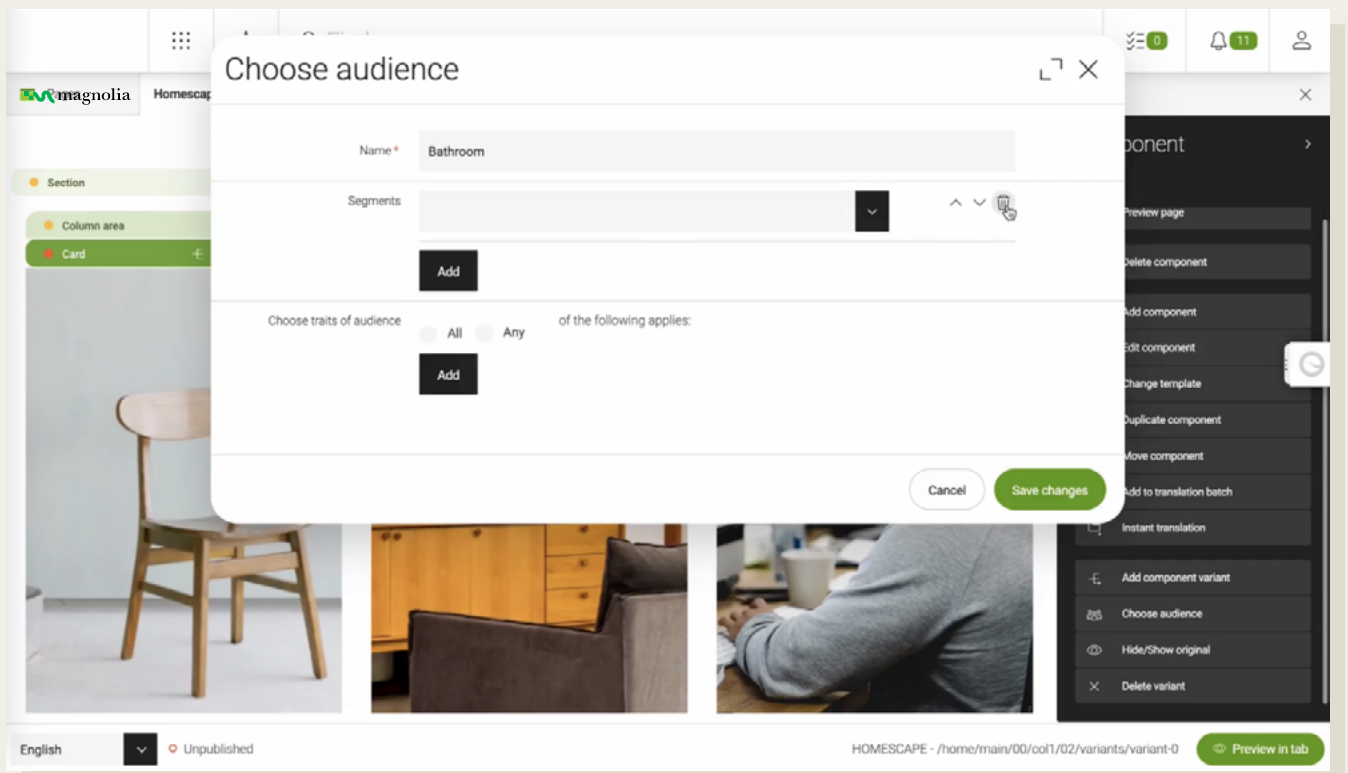 0
11
magnolia
Homescap
Choose audience
Name*
Bathroom
Segments
Add
Choose traits of audience
All
Any
of the following applies:
Add
Cancel
Save changes
Section
Column area
Card
ponent
Preview page
Delete component
Add component
Edit component
Change template
Duplicate component
Move component
Add to translation batch
Instant translation
Add component variant
Choose audience
Hide/Show original
Delete variant
English
Unpublished
HOMESCAPE - /home/main/00/col1/02/variants/variant-0
Preview in tab